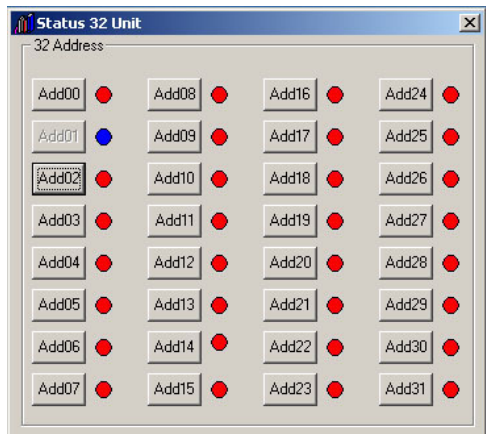 Status 32 Unit
32 Address
Add00 Add08 Add16 Add24
Add01 Add09 Add17 Add25
Add02 Add10 Add18 Add26
Add03 Add11 Add19 Add27
Add04 Add12 Add20 Add28
Add05 Add13 Add21 Add29
Add06 Add14 Add22 Add30
Add07 Add15 Add23 Add31